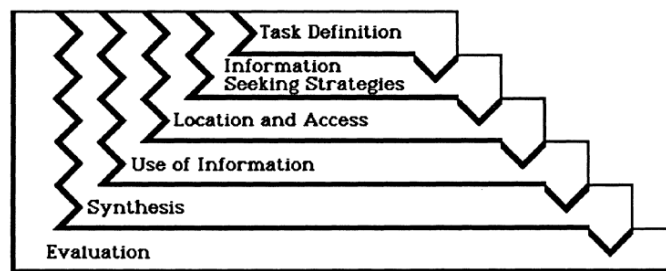 Task Definition
Information
Seeking Strategies
Location and Access
Use of Information
Synthesis
Evaluation